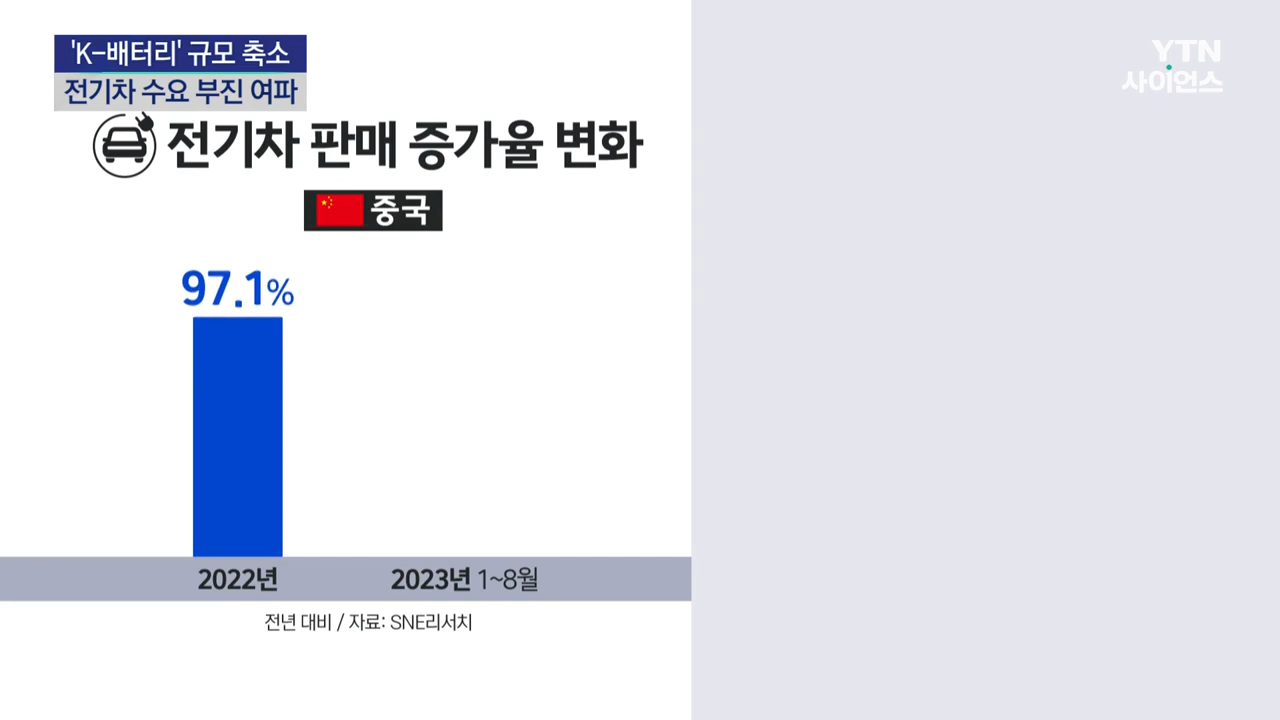 'K-배터리' 규모 축소
전기차 수요 부진 여파
YTN
사이언스
전기차 판매 증가율 변화
중국
97.1%
2022년
2023년 1~8월
전년 대비 / 자료: SNE리서치